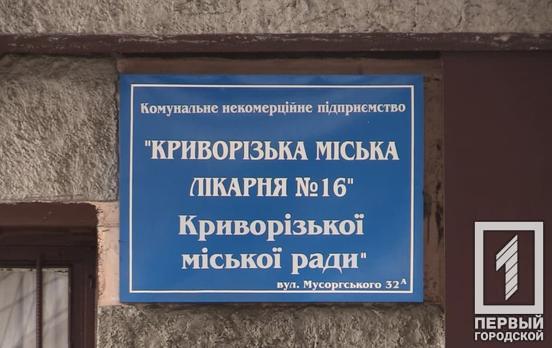 Комунальне некомерційне підприємство
"КРИВОРІЗЬКА МІСЬКА
ЛІКАРНЯ №16"
Криворізької
міської ради"
вул. Мусоргського 32А
1
ПЕРВЫЙ
ГОРОДСКОЙ